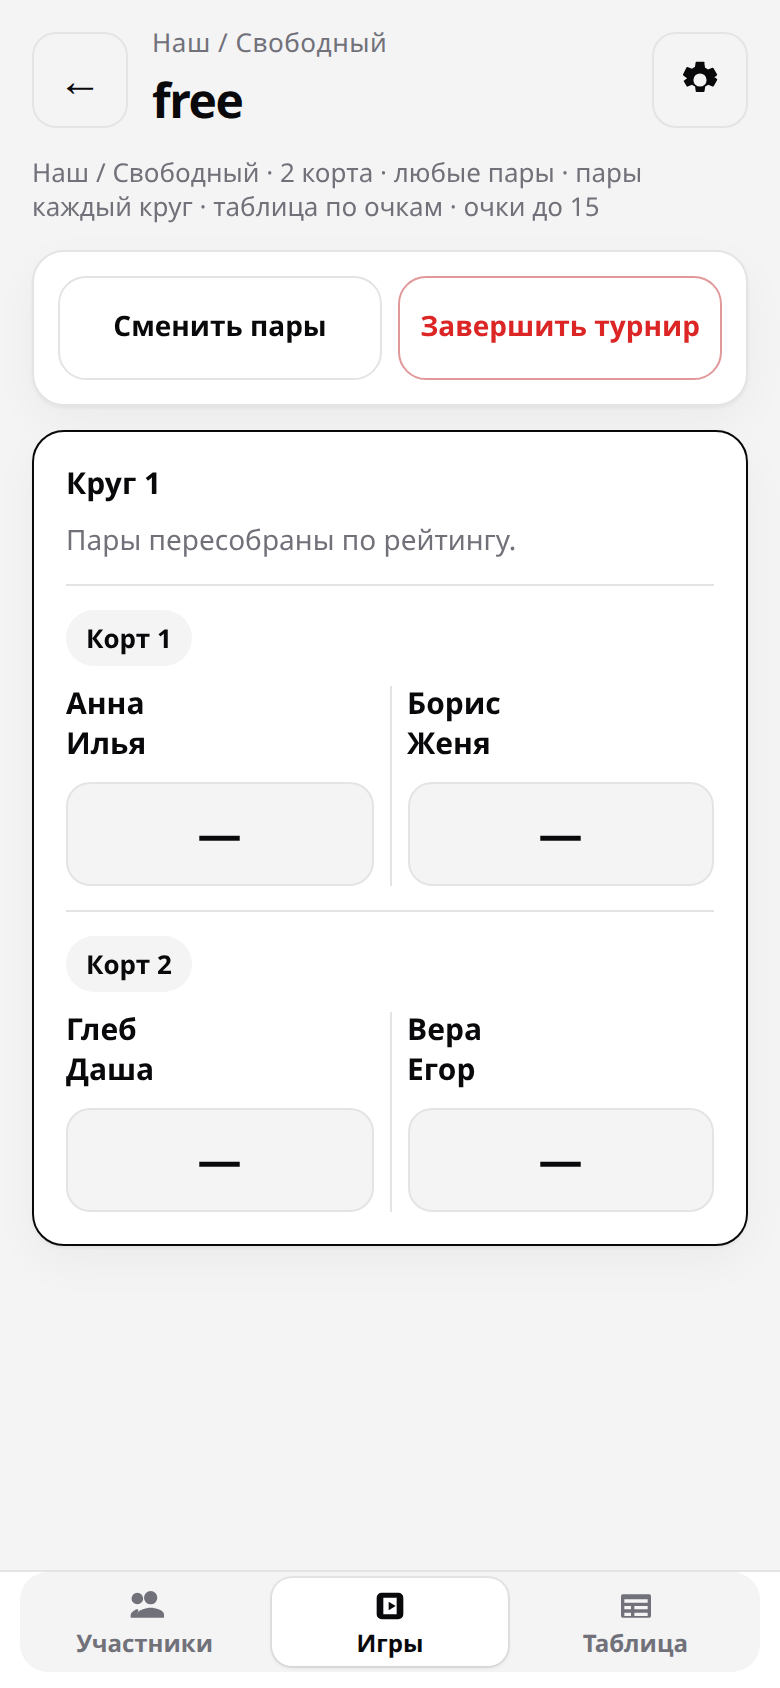 ←
Наш / Свободный
free
Наш / Свободный · 2 корта · любые пары · пары
каждый круг · таблица по очкам · очки до 15
Сменить пары
Завершить турнир
Круг 1
Пары пересобраны по рейтингу.
Корт 1
Анна
Илья
Борис
Женя
—
—
Корт 2
Глеб
Даша
Вера
Егор
—
—
Участники
Игры
Таблица